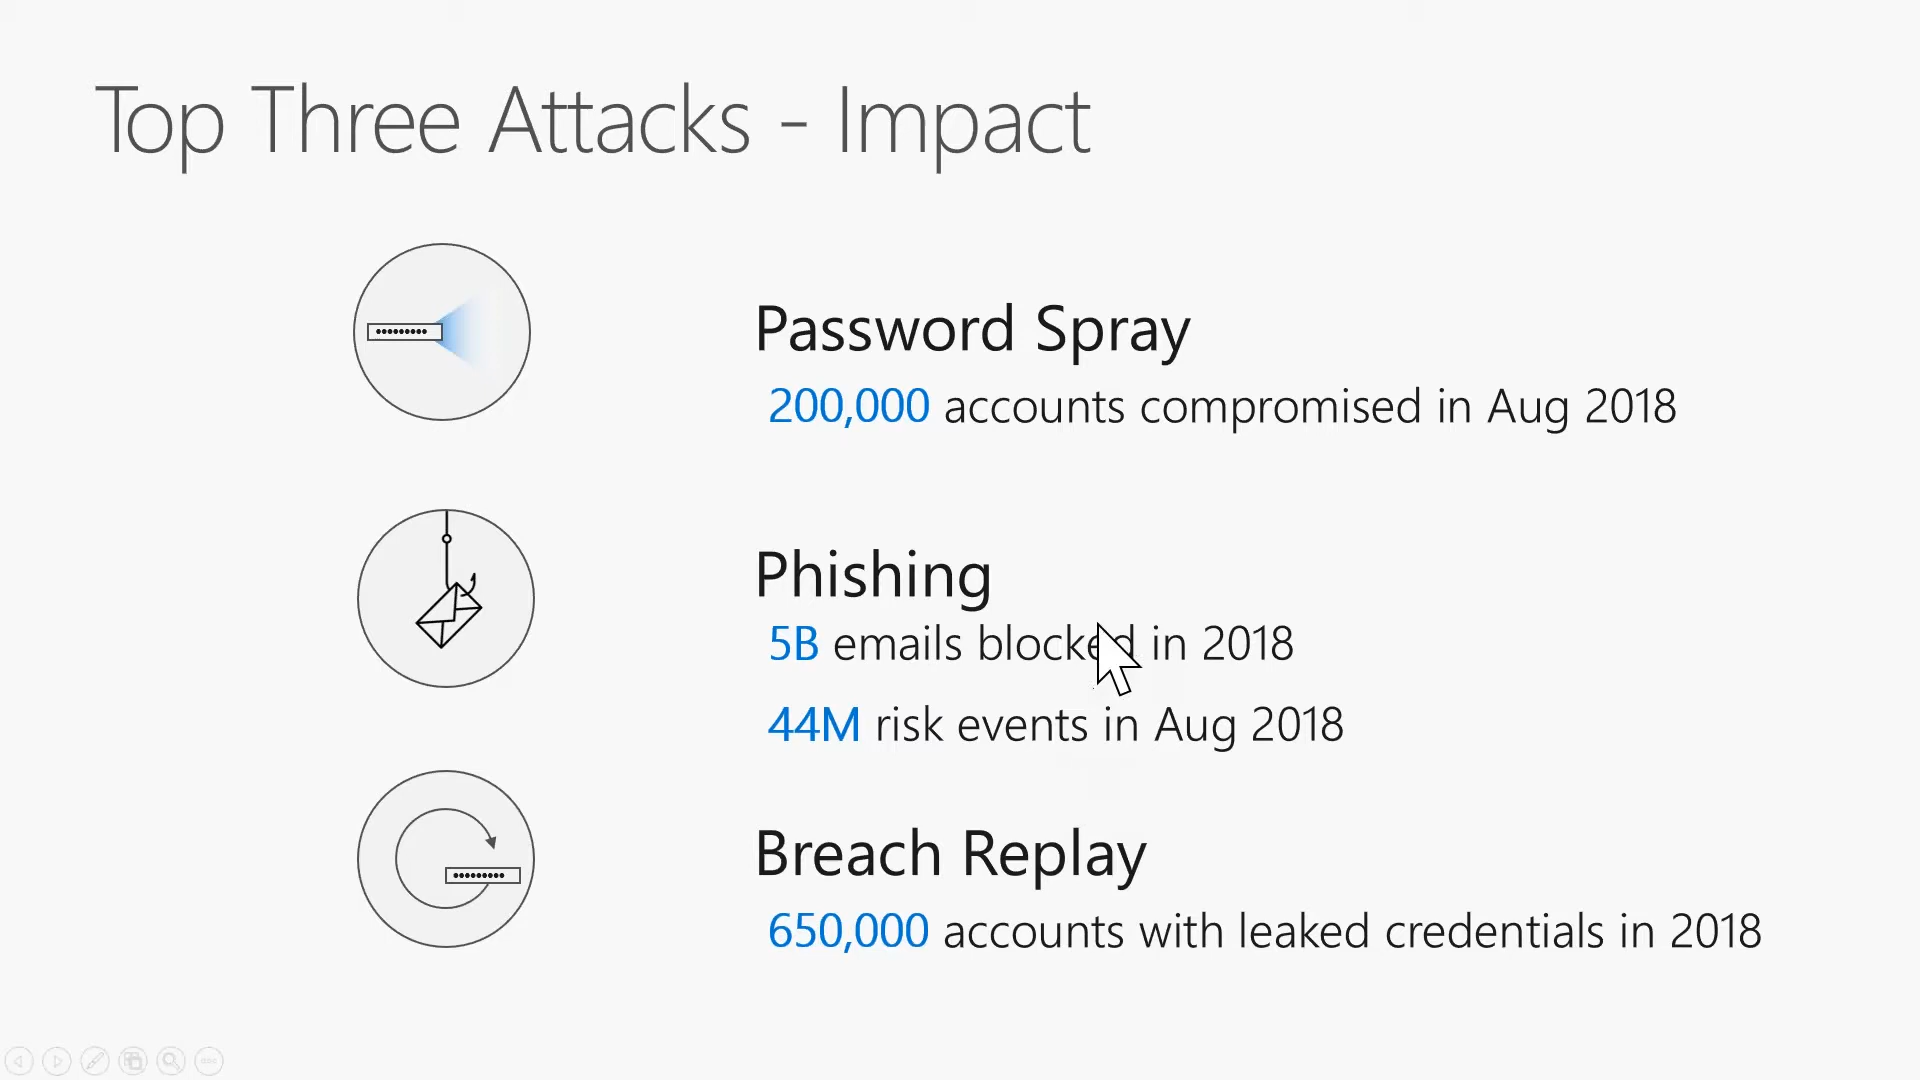 Top Three Attacks - Impact
Password Spray
200,000 accounts compromised in Aug 2018
Phishing
5B emails blocked in 2018
44M risk events in Aug 2018
Breach Replay
650,000 accounts with leaked credentials in 2018